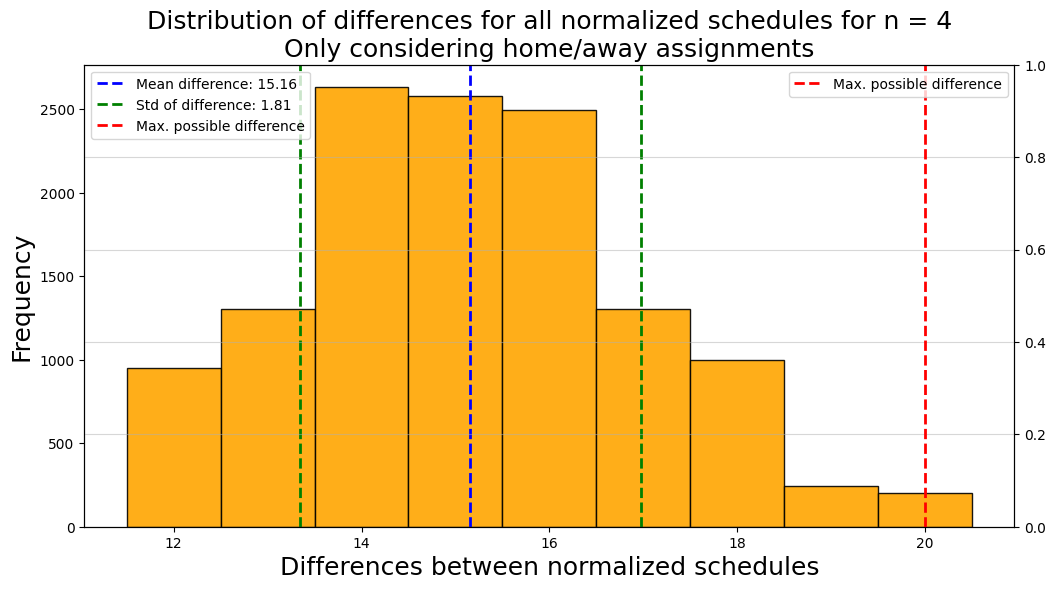 Distribution of differences for all normalized schedules for n = 4
Only considering home/away assignments
Mean difference: 15.16
Std of difference: 1.81
Max. possible difference
Max. possible difference
Frequency
2500
2000
1500
1000
500
0
1.0
0.8
0.6
0.4
0.2
0.0
12 14 16 18 20
Differences between normalized schedules